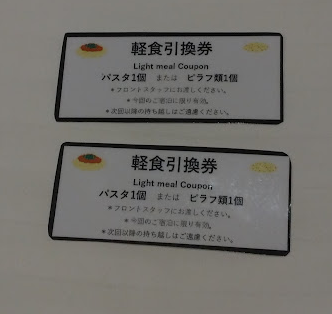 軽食引換券
Light meal Coupon
パスタ1個 または ピラフ類1個
＊フロントスタッフにお渡しください。
＊今回のご宿泊に限り有効。
＊次回以降の持ち越しはご遠慮ください。
軽食引換券
Light meal Coupon
パスタ1個 または ピラフ類1個
＊フロントスタッフにお渡しください。
＊今回のご宿泊に限り有効。
＊次回以降の持ち越しはご遠慮ください。